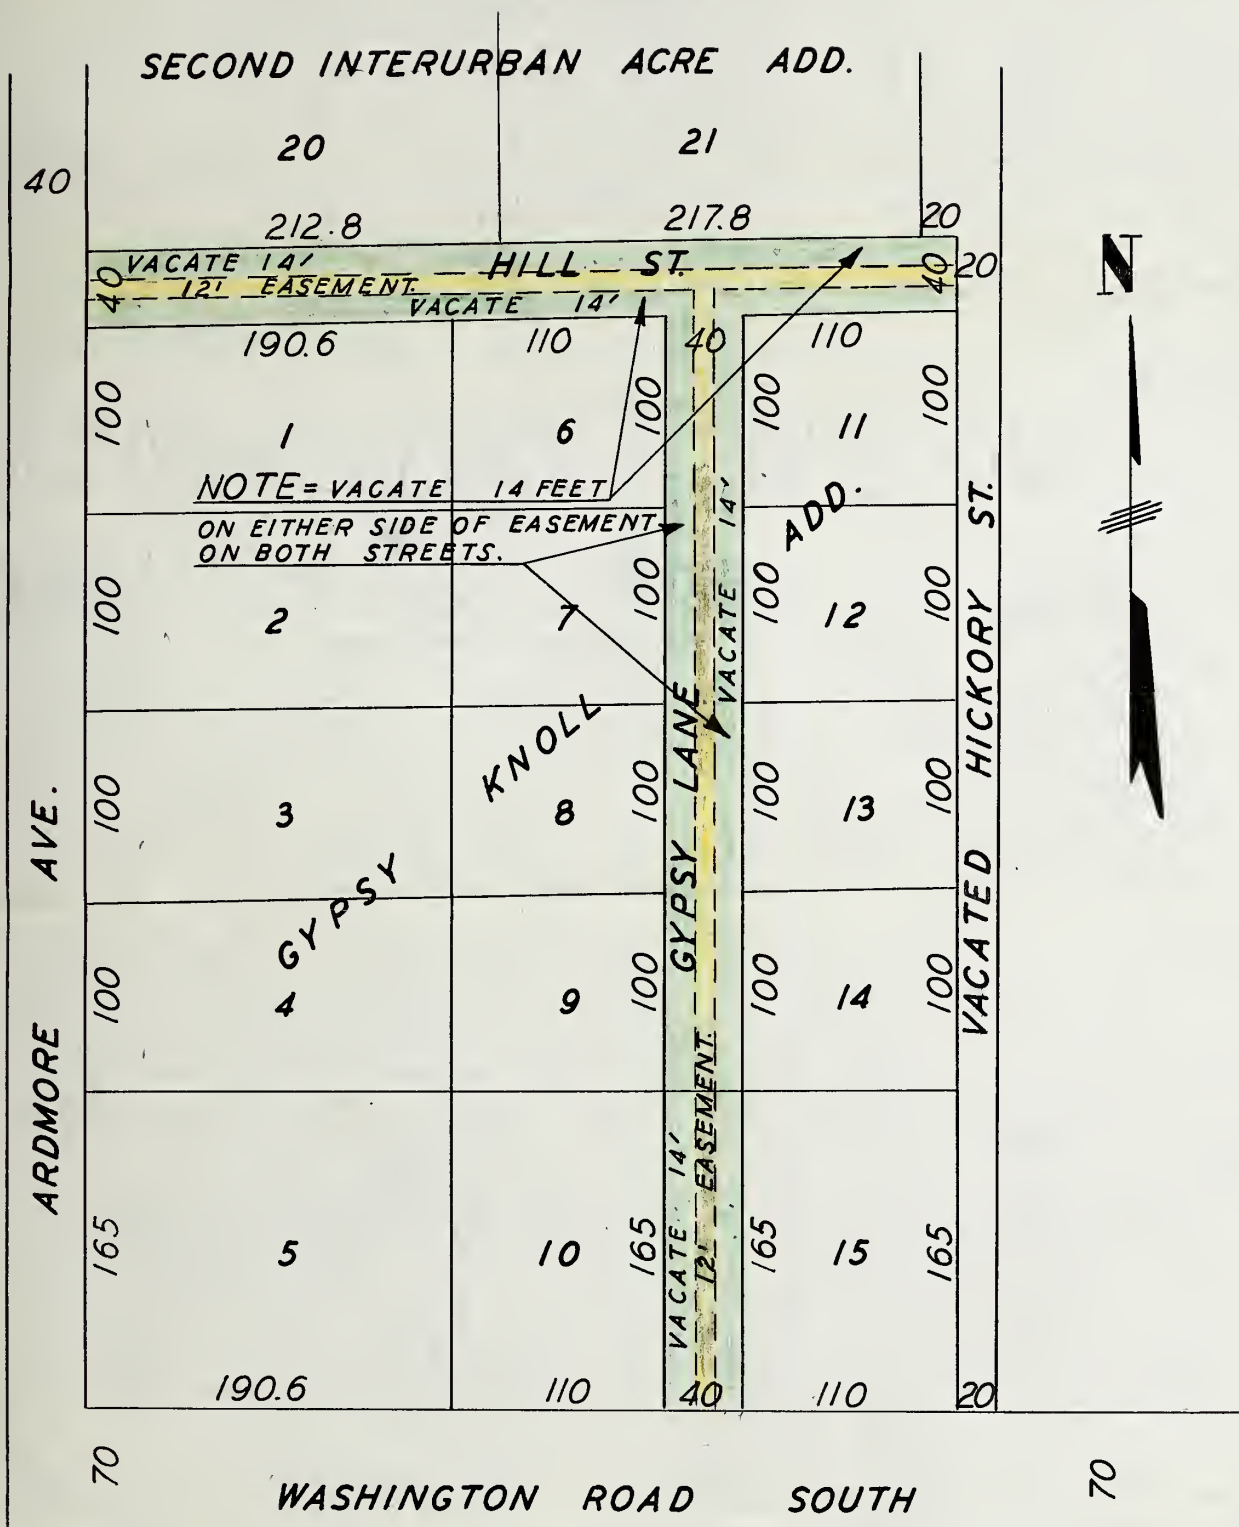 SECOND INTERURBAN ACRE ADD.
20
21
40
212.8
217.8
20
VACATE 14'
HILL ST.
40
40
20
12' EASEMENT.
VACATE 14'
190.6
110
40
110
100
100
100
100
1
6
11
NOTE = VACATE 14 FEET
ON EITHER SIDE OF EASEMENT
ON BOTH STREETS.
VACATE 14'
ADD.
100
2
7
100
100
12
100
VACATED HICKORY ST.
KNOLL
GYPSY LANE
100
3
8
100
100
13
100
ARDMORE AVE.
GYPSY
100
4
9
100
100
14
100
VACATE 14'
12' EASEMENT.
165
5
10
165
165
15
165
190.6
110
40
110
20
70
70
WASHINGTON ROAD SOUTH
N